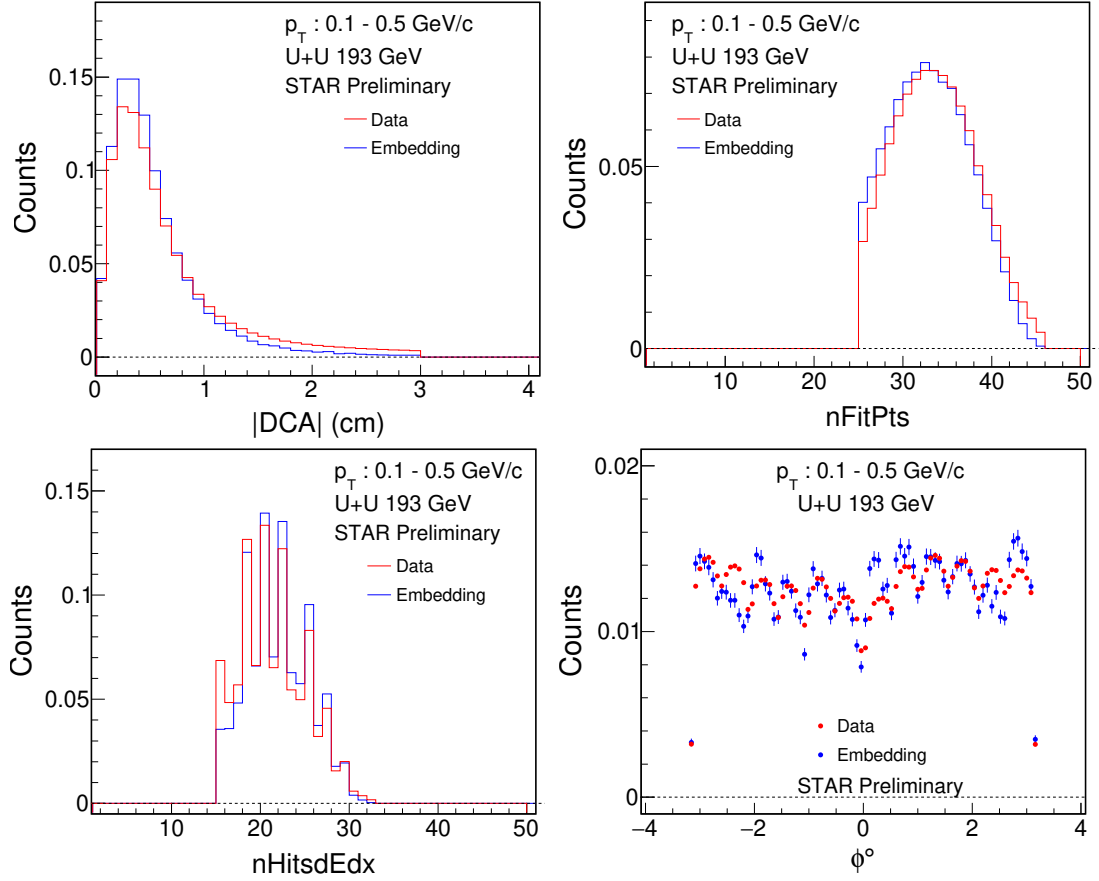 p_T : 0.1 - 0.5 GeV/c
U+U 193 GeV
STAR Preliminary
Data
Embedding
Counts
0.15
0.1
0.05
0
0 1 2 3 4
|DCA| (cm)
p_T : 0.1 - 0.5 GeV/c
U+U 193 GeV
STAR Preliminary
Data
Embedding
Counts
0.05
0
10 20 30 40 50
nFitPts
p_T : 0.1 - 0.5 GeV/c
U+U 193 GeV
STAR Preliminary
Data
Embedding
Counts
0.15
0.1
0.05
0
10 20 30 40 50
nHitsdEdx
p_T : 0.1 - 0.5 GeV/c
U+U 193 GeV
Counts
0.02
0.01
0
Data
Embedding
STAR Preliminary
−4 −2 0 2 4
ϕ°